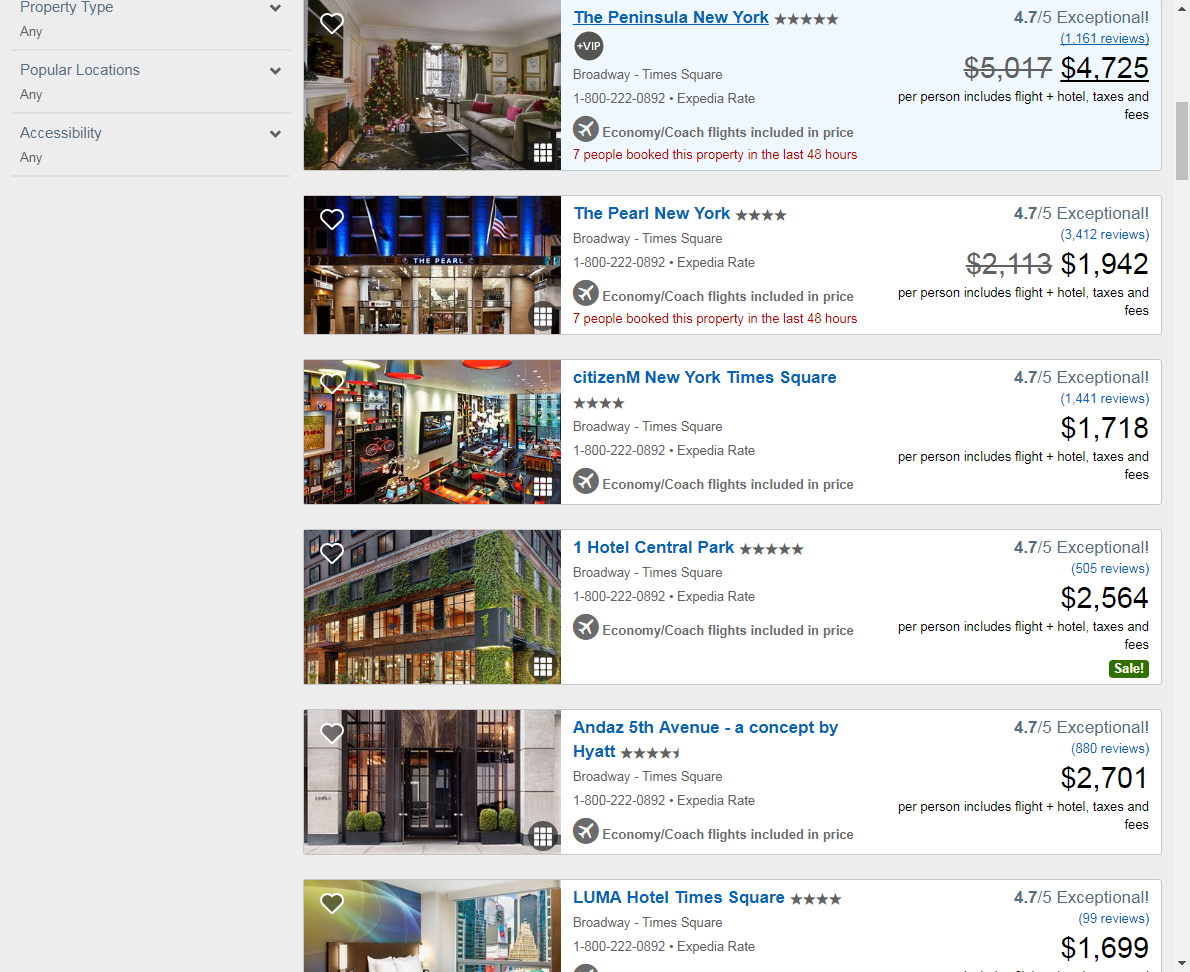 Property Type
Any
Popular Locations
Any
Accessibility
Any
The Peninsula New York
+VIP
Broadway - Times Square
1-800-222-0892 • Expedia Rate
Economy/Coach flights included in price
7 people booked this property in the last 48 hours
4.7/5 Exceptional!
(1,161 reviews)
$5,017 $4,725
per person includes flight + hotel, taxes and
fees
THE PEARL
The Pearl New York
Broadway - Times Square
1-800-222-0892 • Expedia Rate
Economy/Coach flights included in price
7 people booked this property in the last 48 hours
4.7/5 Exceptional!
(3,412 reviews)
$2,113 $1,942
per person includes flight + hotel, taxes and
fees
citizenM New York Times Square
Broadway - Times Square
1-800-222-0892 • Expedia Rate
Economy/Coach flights included in price
4.7/5 Exceptional!
(1,441 reviews)
$1,718
per person includes flight + hotel, taxes and
fees
1 Hotel Central Park
Broadway - Times Square
1-800-222-0892 • Expedia Rate
Economy/Coach flights included in price
4.7/5 Exceptional!
(505 reviews)
$2,564
per person includes flight + hotel, taxes and
fees
Sale!
Andaz 5th Avenue - a concept by
Hyatt
Broadway - Times Square
1-800-222-0892 • Expedia Rate
Economy/Coach flights included in price
4.7/5 Exceptional!
(880 reviews)
$2,701
per person includes flight + hotel, taxes and
fees
LUMA Hotel Times Square
Broadway - Times Square
1-800-222-0892 • Expedia Rate
4.7/5 Exceptional!
(99 reviews)
$1,699